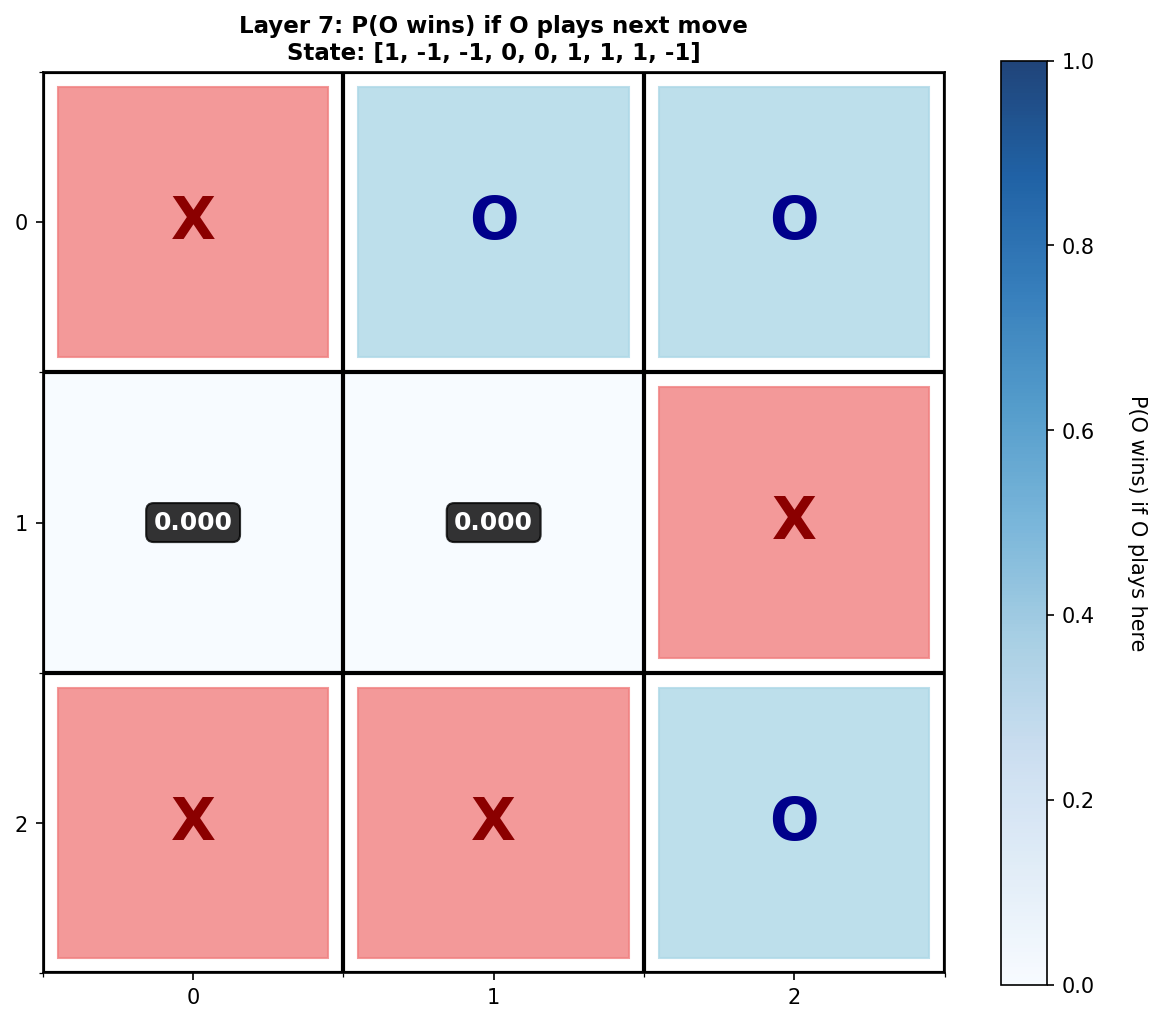 Layer 7: P(O wins) if O plays next move
State: [1, -1, -1, 0, 0, 1, 1, 1, -1]
0
X
O
O
1
0.000
0.000
X
2
X
X
O
0
1
2
1.0
0.8
0.6
0.4
0.2
0.0
P(O wins) if O plays here